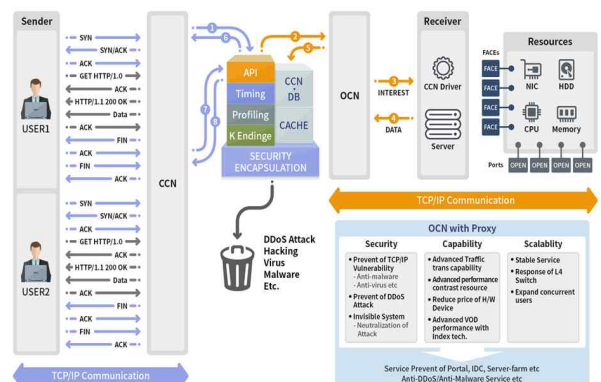 Sender
SYN
SYN/ACK
ACK
GET HTTP/1.0
ACK
HTTP/1.1 200 OK
Data
ACK
FIN
ACK
FIN
ACK
USER1
SYN
SYN/ACK
ACK
GET HTTP/1.0
ACK
HTTP/1.1 200 OK
Data
ACK
FIN
ACK
FIN
ACK
USER2
CCN
TCP/IP Communication
1
6
2
5
7
8
API
Timing
Profiling
K Endinge
CCN
DB
CACHE
SECURITY
ENCAPSULATION
DDoS Attack
Hacking
Virus
Malware
Etc.
OCN
3
INTEREST
4
DATA
Receiver
CCN Driver
Server
FACEs
FACE
FACE
FACE
FACE
Resources
NIC
HDD
CPU
Memory
Ports
OPEN
OPEN
OPEN
OPEN
TCP/IP Communication
OCN with Proxy
Security
• Prevent of TCP/IP
Vulnerability
- Anti-malware
- Anti-virus etc
• Prevent of DDoS
Attack
• Invisible System
- Neutralization of
Attack
Capability
• Advanced Traffic
trans capability
• Advanced performance
contrast resource
• Reduce price of H/W
Device
• Advanced VOD
performance with
Index tech.
Scalablity
• Stable Service
• Response of L4
Switch
• Expand concurrent
users
Service Prevent of Portal, IDC, Server-farm etc
Anti-DDoS/Anti-Malware Service etc